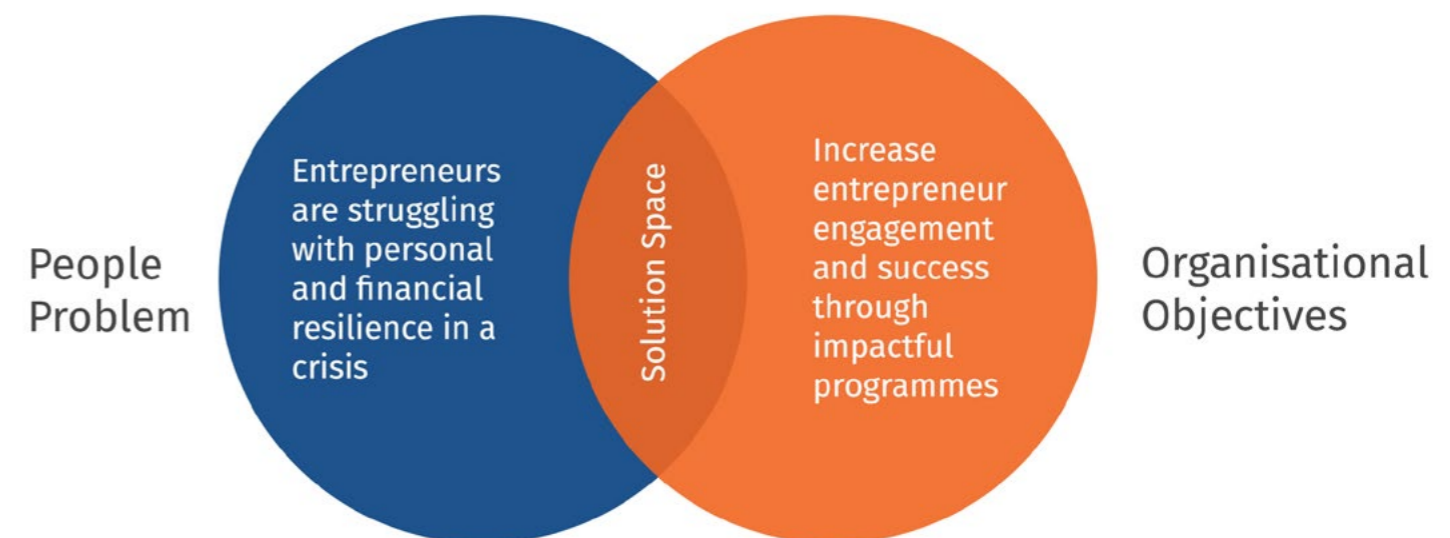 People
Problem
Entrepreneurs
are struggling
with personal
and financial
resilience in a
crisis
Solution Space
Increase
entrepreneur
engagement
and success
through
impactful
programmes
Organisational
Objectives